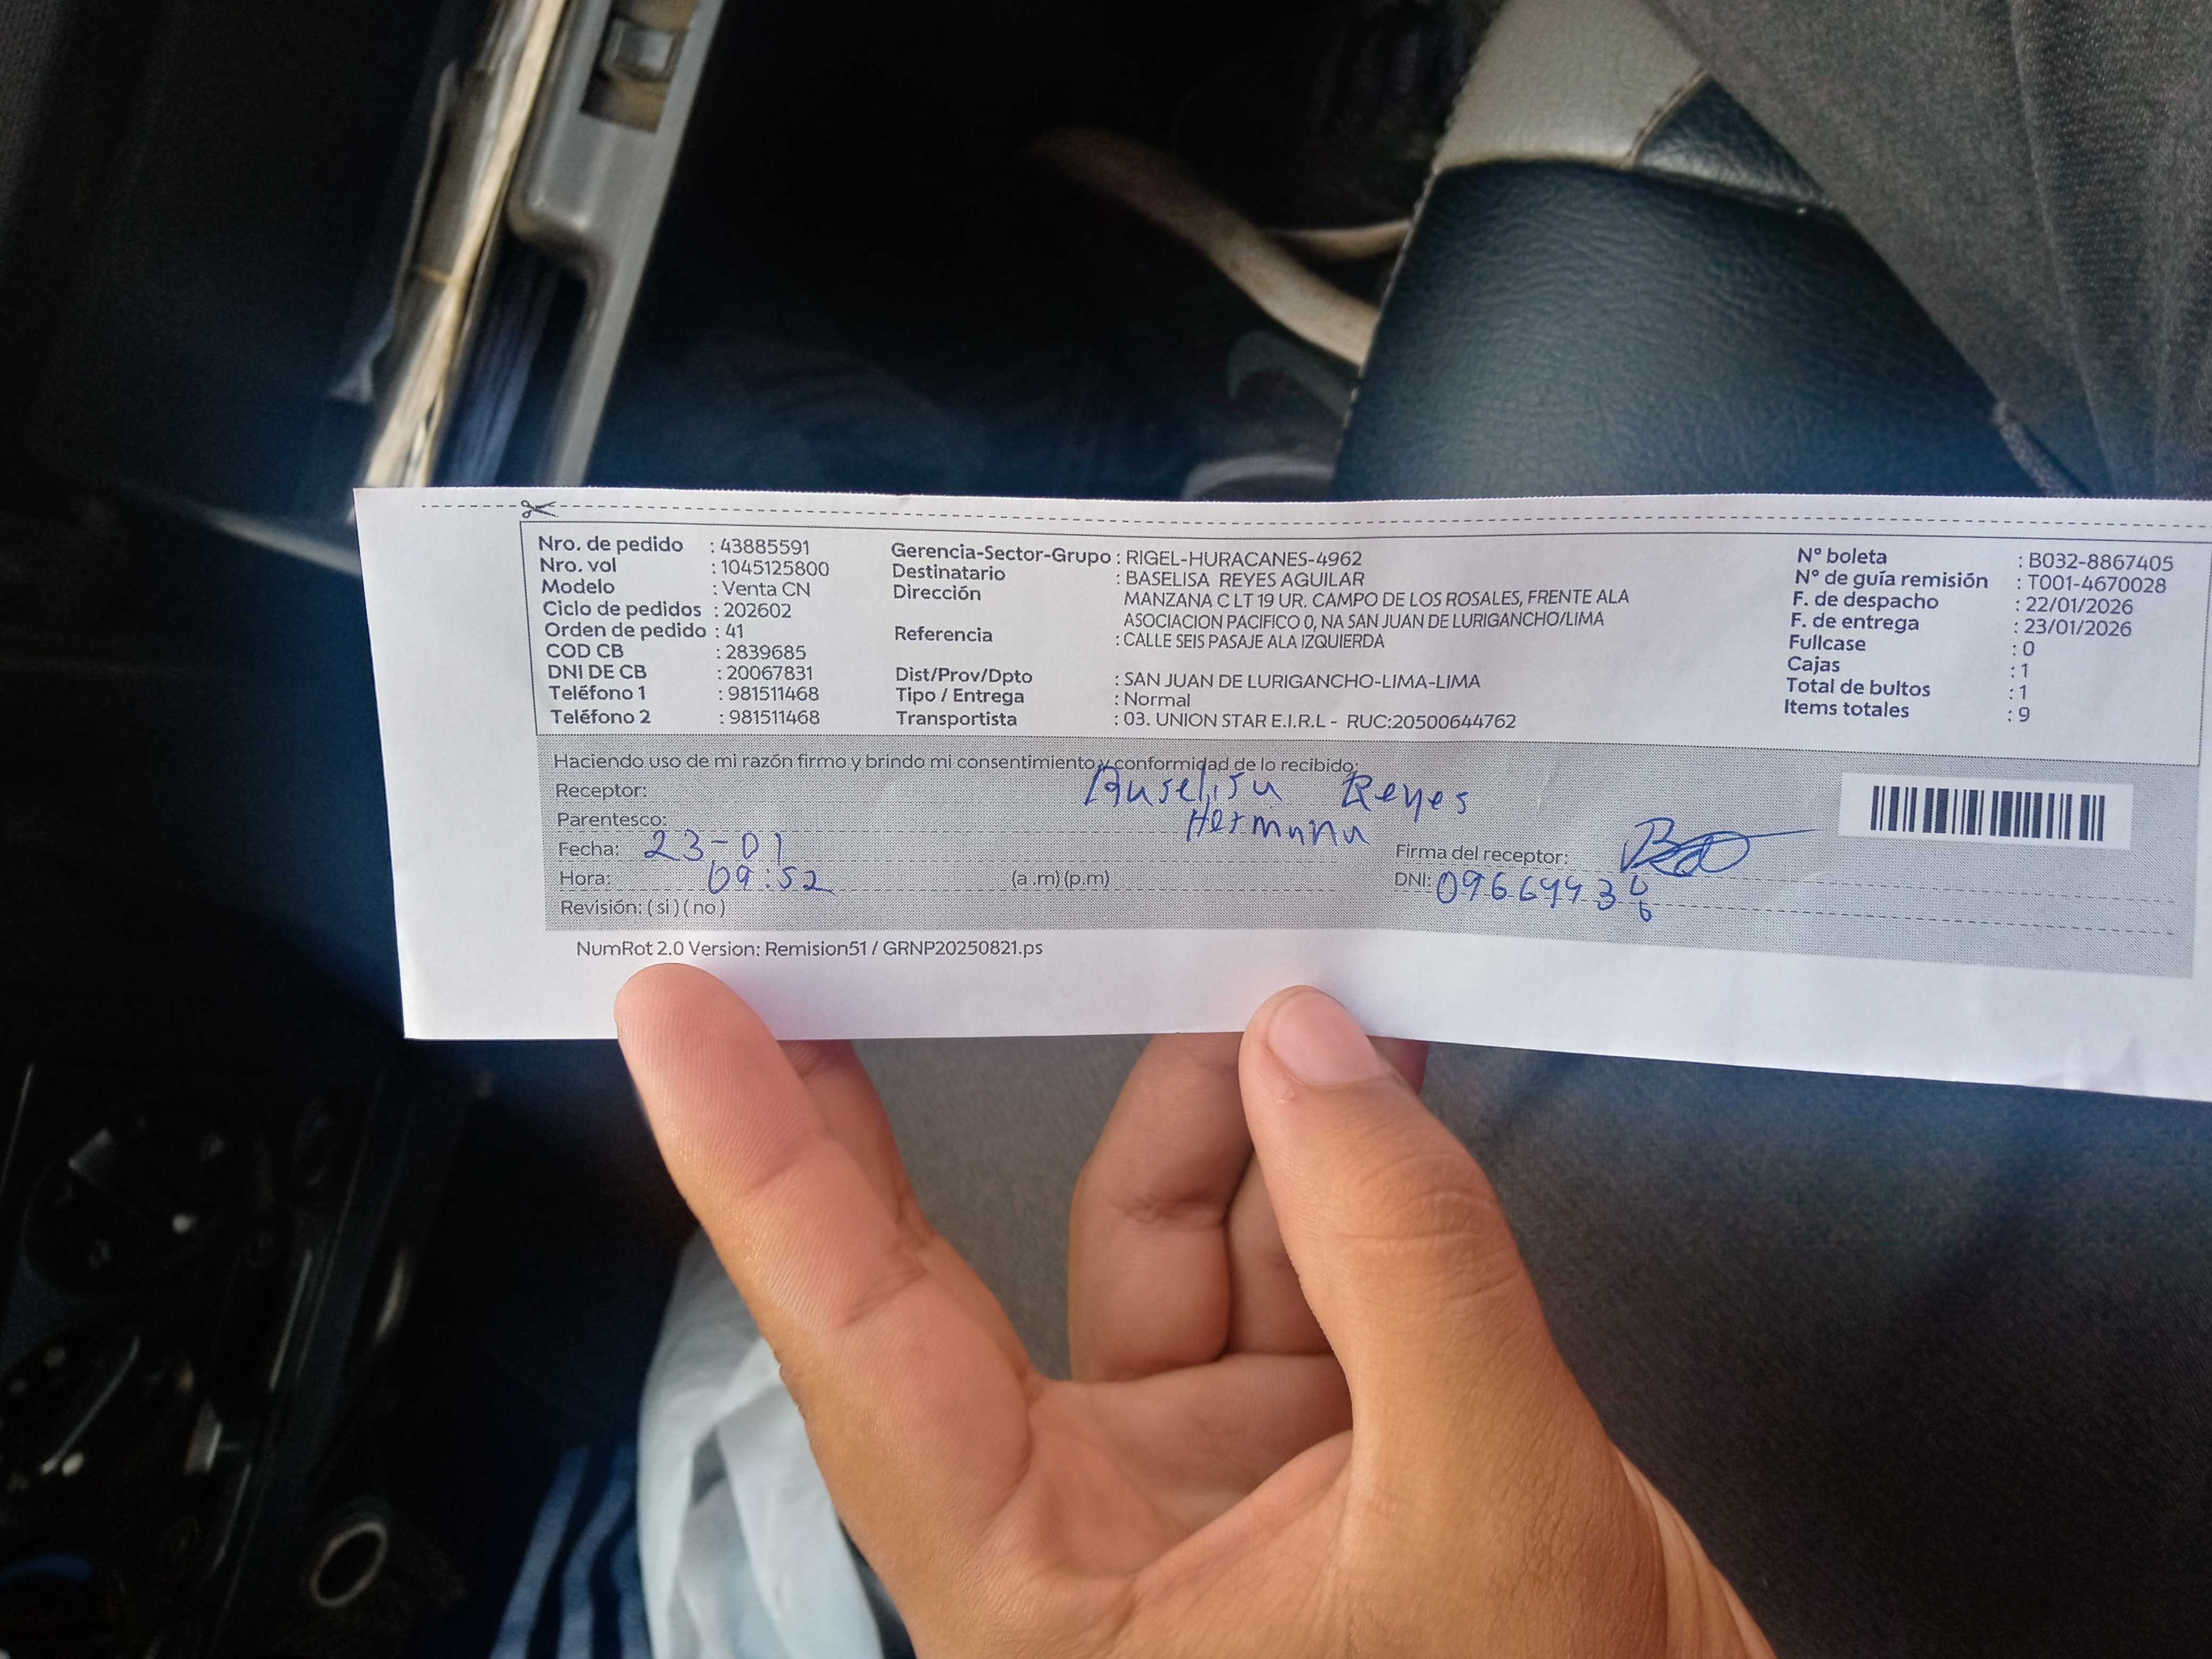 Nro. de pedido : 43885591
Nro. vol : 1045125800
Modelo : Venta CN
Ciclo de pedidos : 202602
Orden de pedido : 41
COD CB : 2839685
DNI DE CB : 20067831
Teléfono 1 : 981511468
Teléfono 2 : 981511468
Gerencia-Sector-Grupo : RIGEL-HURACANES-4962
Destinatario : BASELISA REYES AGUILAR
Dirección MANZANA C LT 19 UR. CAMPO DE LOS ROSALES, FRENTE ALA
ASOCIACION PACIFICO 0, NA SAN JUAN DE LURIGANCHO/LIMA
Referencia : CALLE SEIS PASAJE ALA IZQUIERDA
Dist/Prov/Dpto : SAN JUAN DE LURIGANCHO-LIMA-LIMA
Tipo / Entrega : Normal
Transportista : 03. UNION STAR E.I.R.L - RUC:20500644762
N° boleta : B032-8867405
N° de guía remisión : T001-4670028
F. de despacho : 22/01/2026
F. de entrega : 23/01/2026
Fullcase : 0
Cajas : 1
Total de bultos : 1
Items totales : 9
Haciendo uso de mi razón firmo y brindo mi consentimiento y conformidad de lo recibido:
Receptor: Reyes
Parentesco: Hermana
Fecha: 23-01
Hora: 09:52 (a .m) (p.m)
Revisión: ( si ) ( no )
Firma del receptor:
DNI:
NumRot 2.0 Version: Remision51 / GRNP20250821.ps